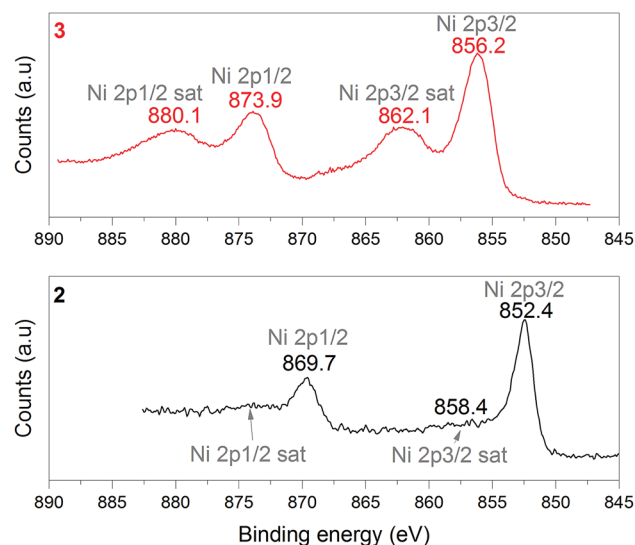 3
Ni 2p3/2
856.2
Ni 2p1/2
873.9
Ni 2p1/2 sat
880.1
Ni 2p3/2 sat
862.1
Counts (a.u)
890 885 880 875 870 865 860 855 850 845
2
Ni 2p3/2
852.4
Ni 2p1/2
869.7
858.4
Ni 2p1/2 sat
Ni 2p3/2 sat
Counts (a.u)
890 885 880 875 870 865 860 855 850 845
Binding energy (eV)